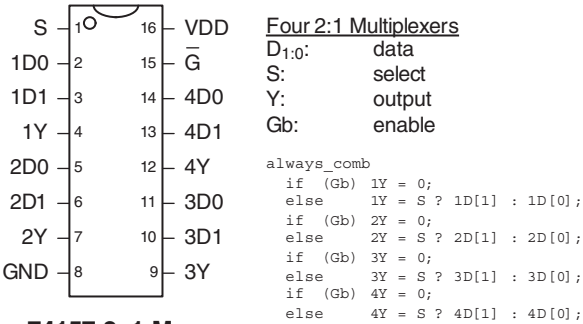 S 1 16 VDD
1D0 2 15 G̅
1D1 3 14 4D0
1Y 4 13 4D1
2D0 5 12 4Y
2D1 6 11 3D0
2Y 7 10 3D1
GND 8 9 3Y
Four 2:1 Multiplexers
D1:0: data
S: select
Y: output
Gb: enable
always_comb
if (Gb) 1Y = 0;
else 1Y = S ? 1D[1] : 1D[0];
if (Gb) 2Y = 0;
else 2Y = S ? 2D[1] : 2D[0];
if (Gb) 3Y = 0;
else 3Y = S ? 3D[1] : 3D[0];
if (Gb) 4Y = 0;
else 4Y = S ? 4D[1] : 4D[0];